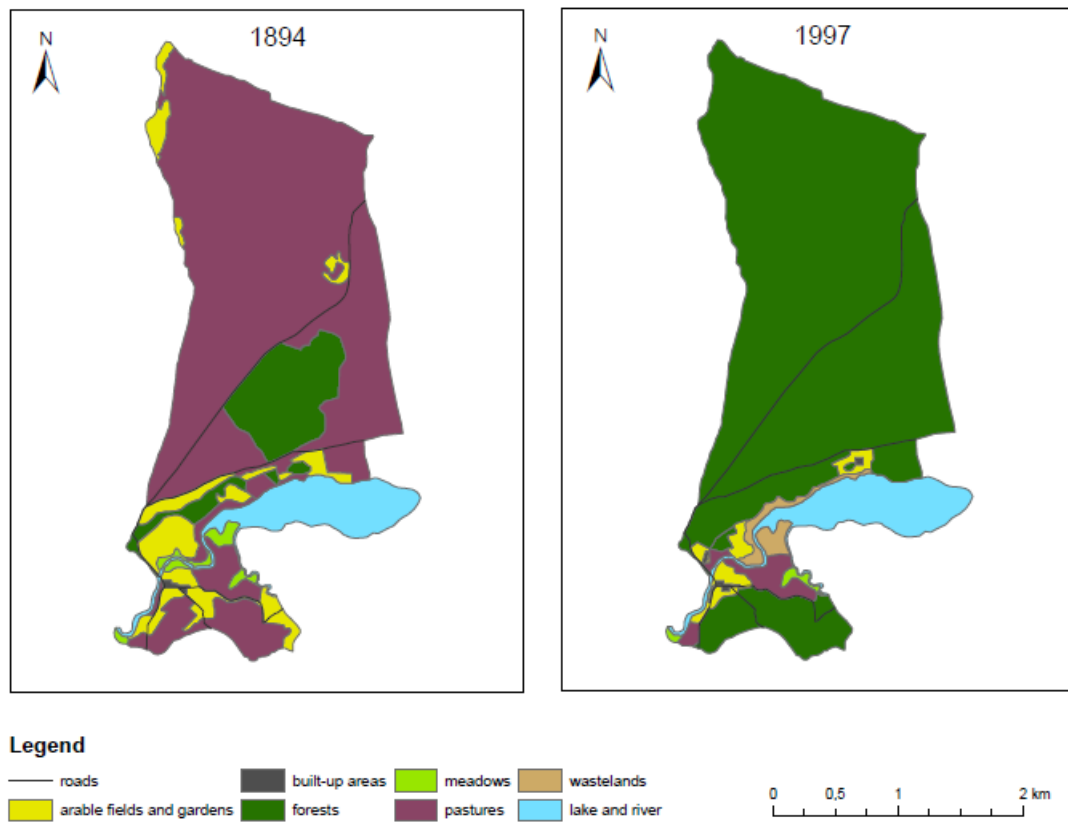 N 1894
N 1997
Legend
roads built-up areas meadows wastelands
arable fields and gardens forests pastures lake and river
0 0,5 1 2 km